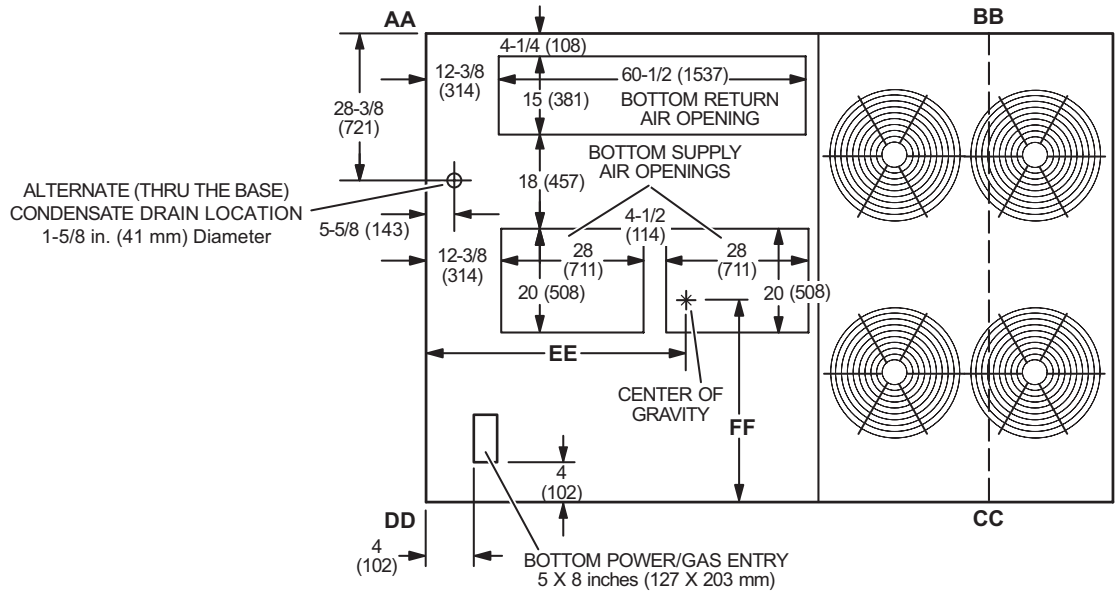 AA
BB
4-1/4 (108)
12-3/8
(314)
60-1/2 (1537)
28-3/8
(721)
15 (381)
BOTTOM RETURN
AIR OPENING
BOTTOM SUPPLY
AIR OPENINGS
18 (457)
ALTERNATE (THRU THE BASE)
CONDENSATE DRAIN LOCATION
1-5/8 in. (41 mm) Diameter
5-5/8 (143)
4-1/2
(114)
12-3/8
(314)
28
(711)
28
(711)
20 (508)
20 (508)
EE
CENTER OF
GRAVITY
FF
4
(102)
DD
CC
4
(102)
BOTTOM POWER/GAS ENTRY
5 X 8 inches (127 X 203 mm)